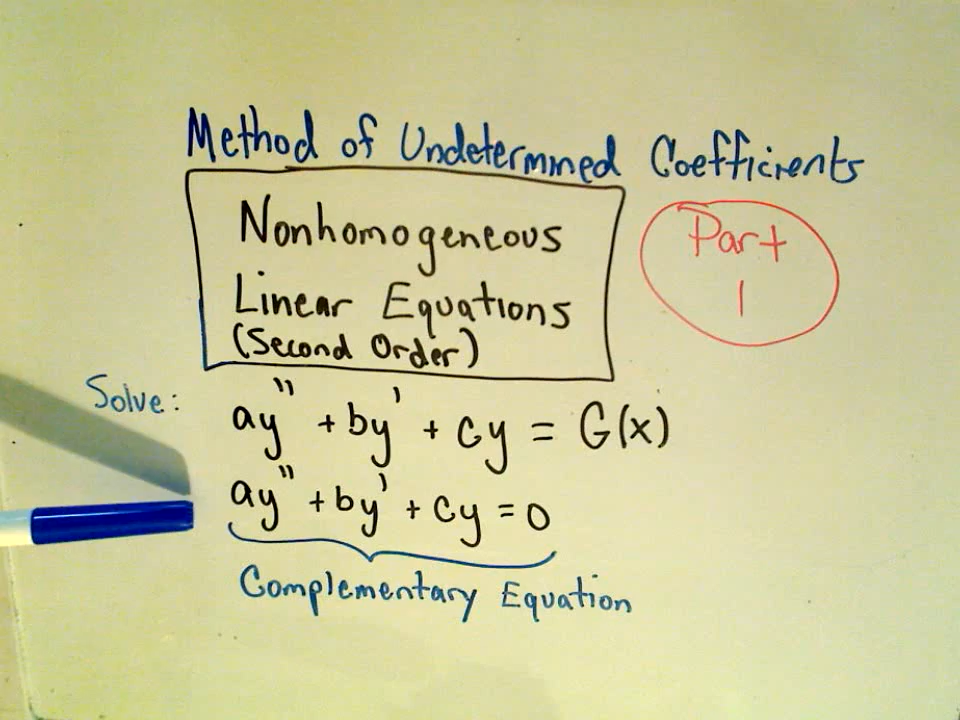 Method of Undetermined Coefficients
Nonhomogeneous
Linear Equations
(Second Order)
Part
1
Solve: ay" + by' + cy = G(x)
ay" + by' + cy = 0
Complementary Equation